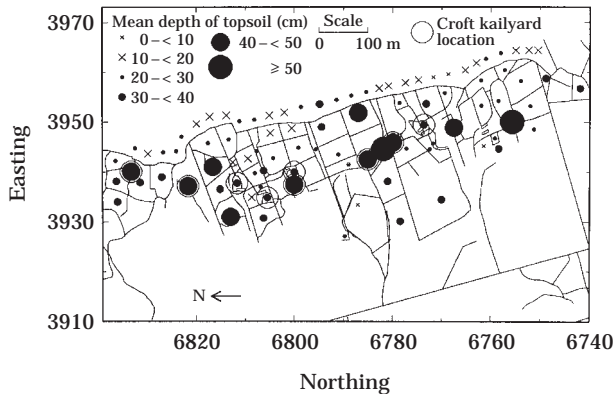 3973
Mean depth of topsoil (cm)
0 – < 10
10 – < 20
20 – < 30
30 – < 40
40 – < 50
≥ 50
Scale
0 100 m
Croft kailyard
location
3950
3930
3910
Easting
N
6820 6800 6780 6760 6740
Northing